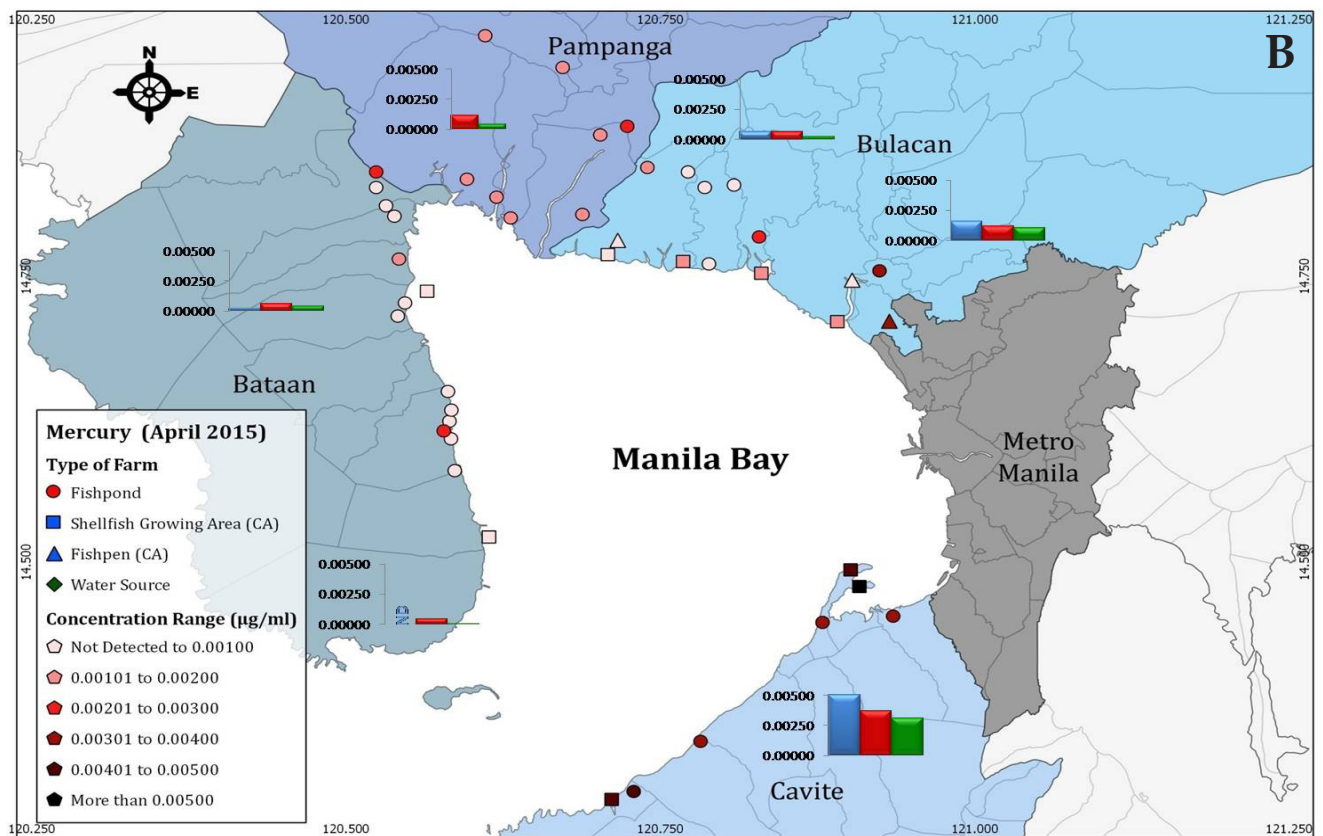 120.250 120.500 120.750 121.000 121.250
B
N
E
Pampanga
0.00500
0.00250
0.00000
0.00500
0.00250
0.00000
Bulacan
0.00500
0.00250
0.00000
14.750
14.750
0.00500
0.00250
0.00000
Bataan
Manila Bay
Metro
Manila
Mercury (April 2015)
Type of Farm
Fishpond
Shellfish Growing Area (CA)
Fishpen (CA)
Water Source
Concentration Range (µg/ml)
Not Detected to 0.00100
0.00101 to 0.00200
0.00201 to 0.00300
0.00301 to 0.00400
0.00401 to 0.00500
More than 0.00500
14.500
14.500
0.00500
0.00250
0.00000
ND
0.00500
0.00250
0.00000
Cavite
120.250 120.500 120.750 121.000 121.250